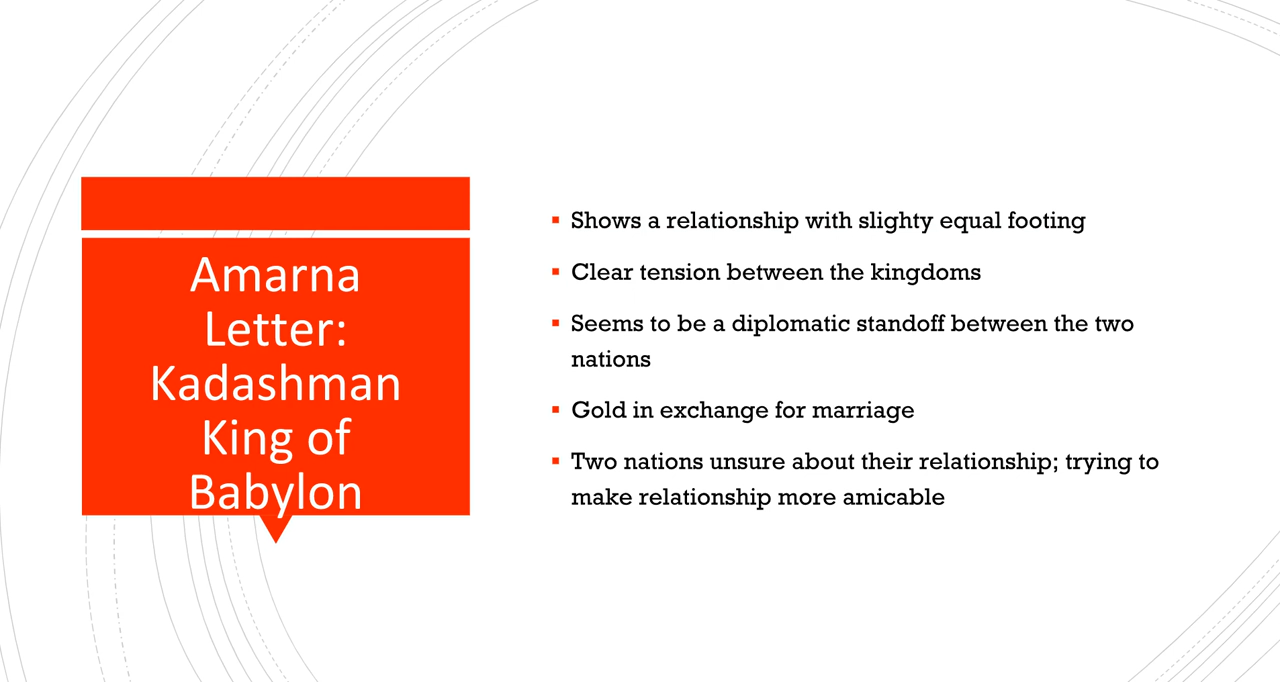 Amarna
Letter:
Kadashman
King of
Babylon
▪ Shows a relationship with slighty equal footing
▪ Clear tension between the kingdoms
▪ Seems to be a diplomatic standoff between the two
nations
▪ Gold in exchange for marriage
▪ Two nations unsure about their relationship; trying to
make relationship more amicable